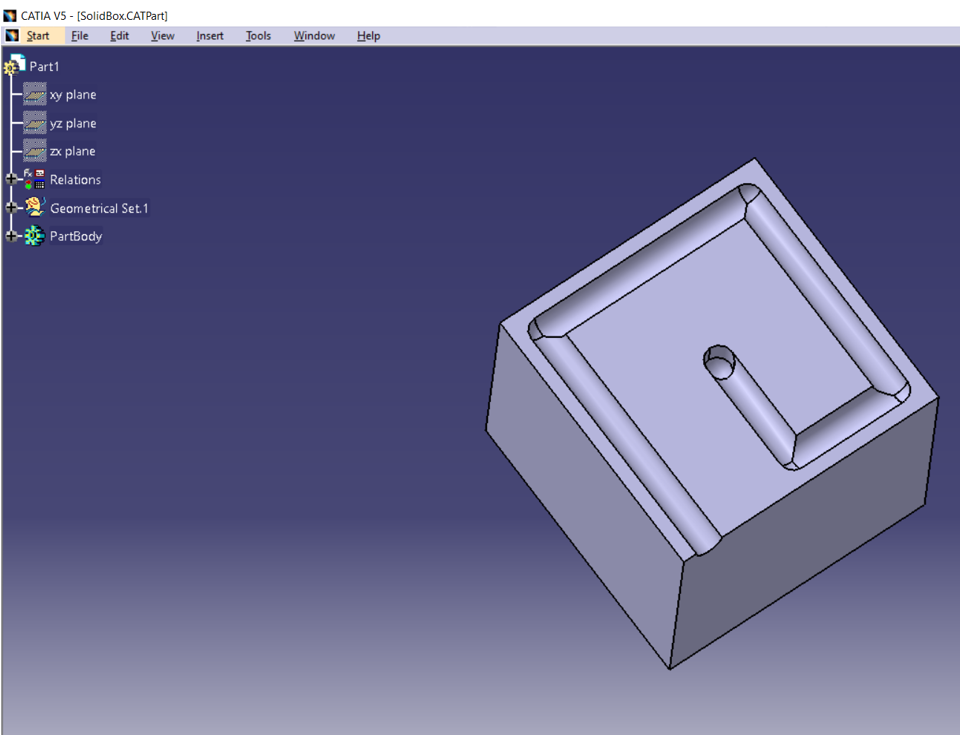 CATIA V5 - [SolidBox.CATPart]
Start File Edit View Insert Tools Window Help
Part1
xy plane
yz plane
zx plane
Relations
Geometrical Set.1
PartBody